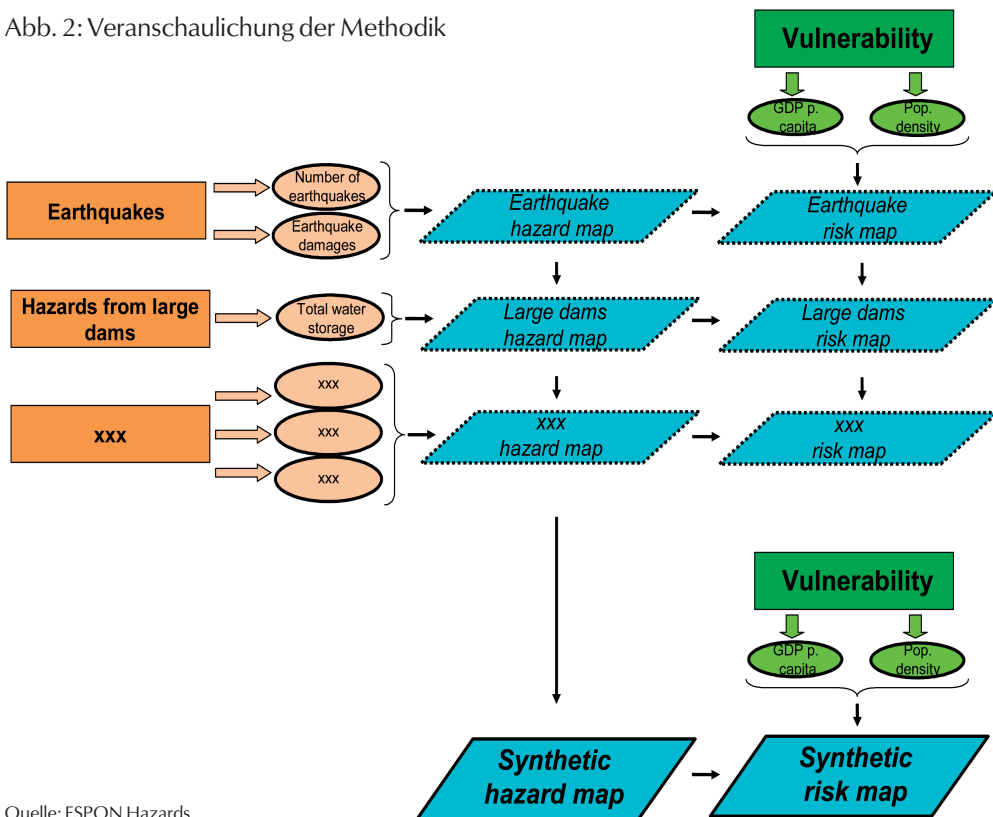 Abb. 2: Veranschaulichung der Methodik
Vulnerability
GDP p.
capita
Pop.
density
Earthquakes
Number of
earthquakes
Earthquake
damages
Earthquake
hazard map
Earthquake
risk map
Hazards from large
dams
Total water
storage
Large dams
hazard map
Large dams
risk map
xxx
xxx
xxx
xxx
xxx
hazard map
xxx
risk map
Vulnerability
GDP p.
capita
Pop.
density
Synthetic
hazard map
Synthetic
risk map
Quelle: ESPON Hazards